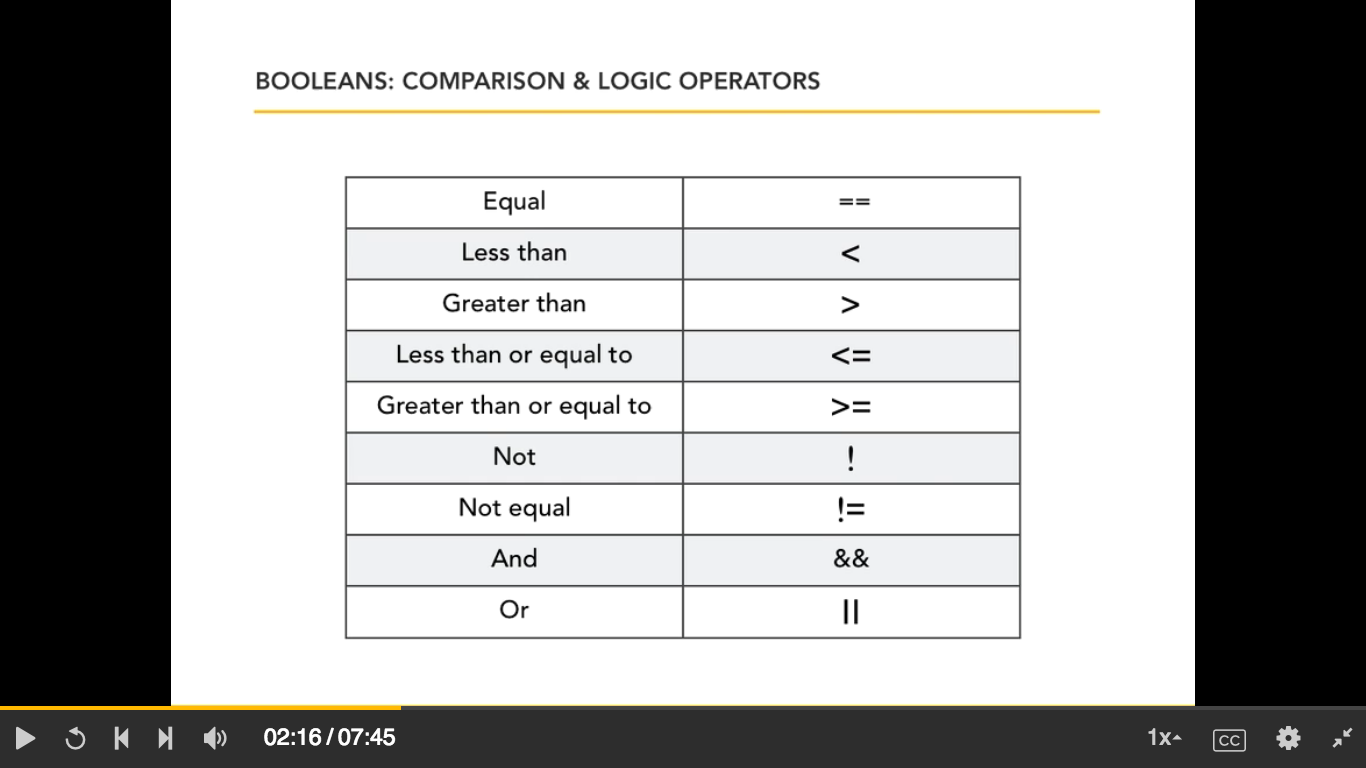 BOOLEANS: COMPARISON & LOGIC OPERATORS
Equal ==
Less than <
Greater than >
Less than or equal to <=
Greater than or equal to >=
Not !
Not equal !=
And &&
Or ||
02:16 / 07:45
1x
CC